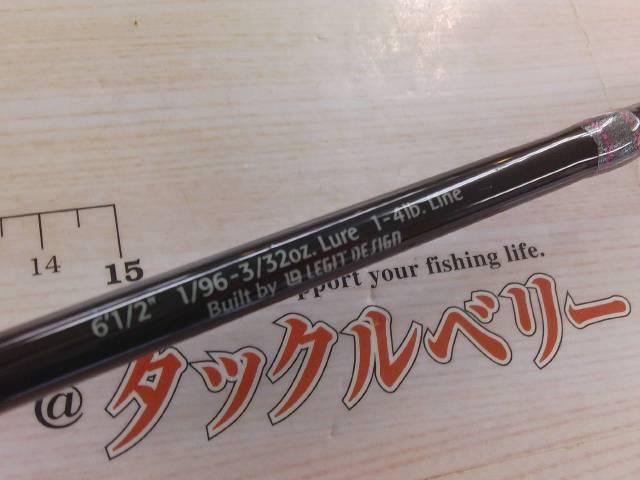 6'1/2" 1/96-3/32oz. Lure 1-4lb. Line
Built by LEGIT DESIGN
14
15
pport your fishing life.
@タックルベリー